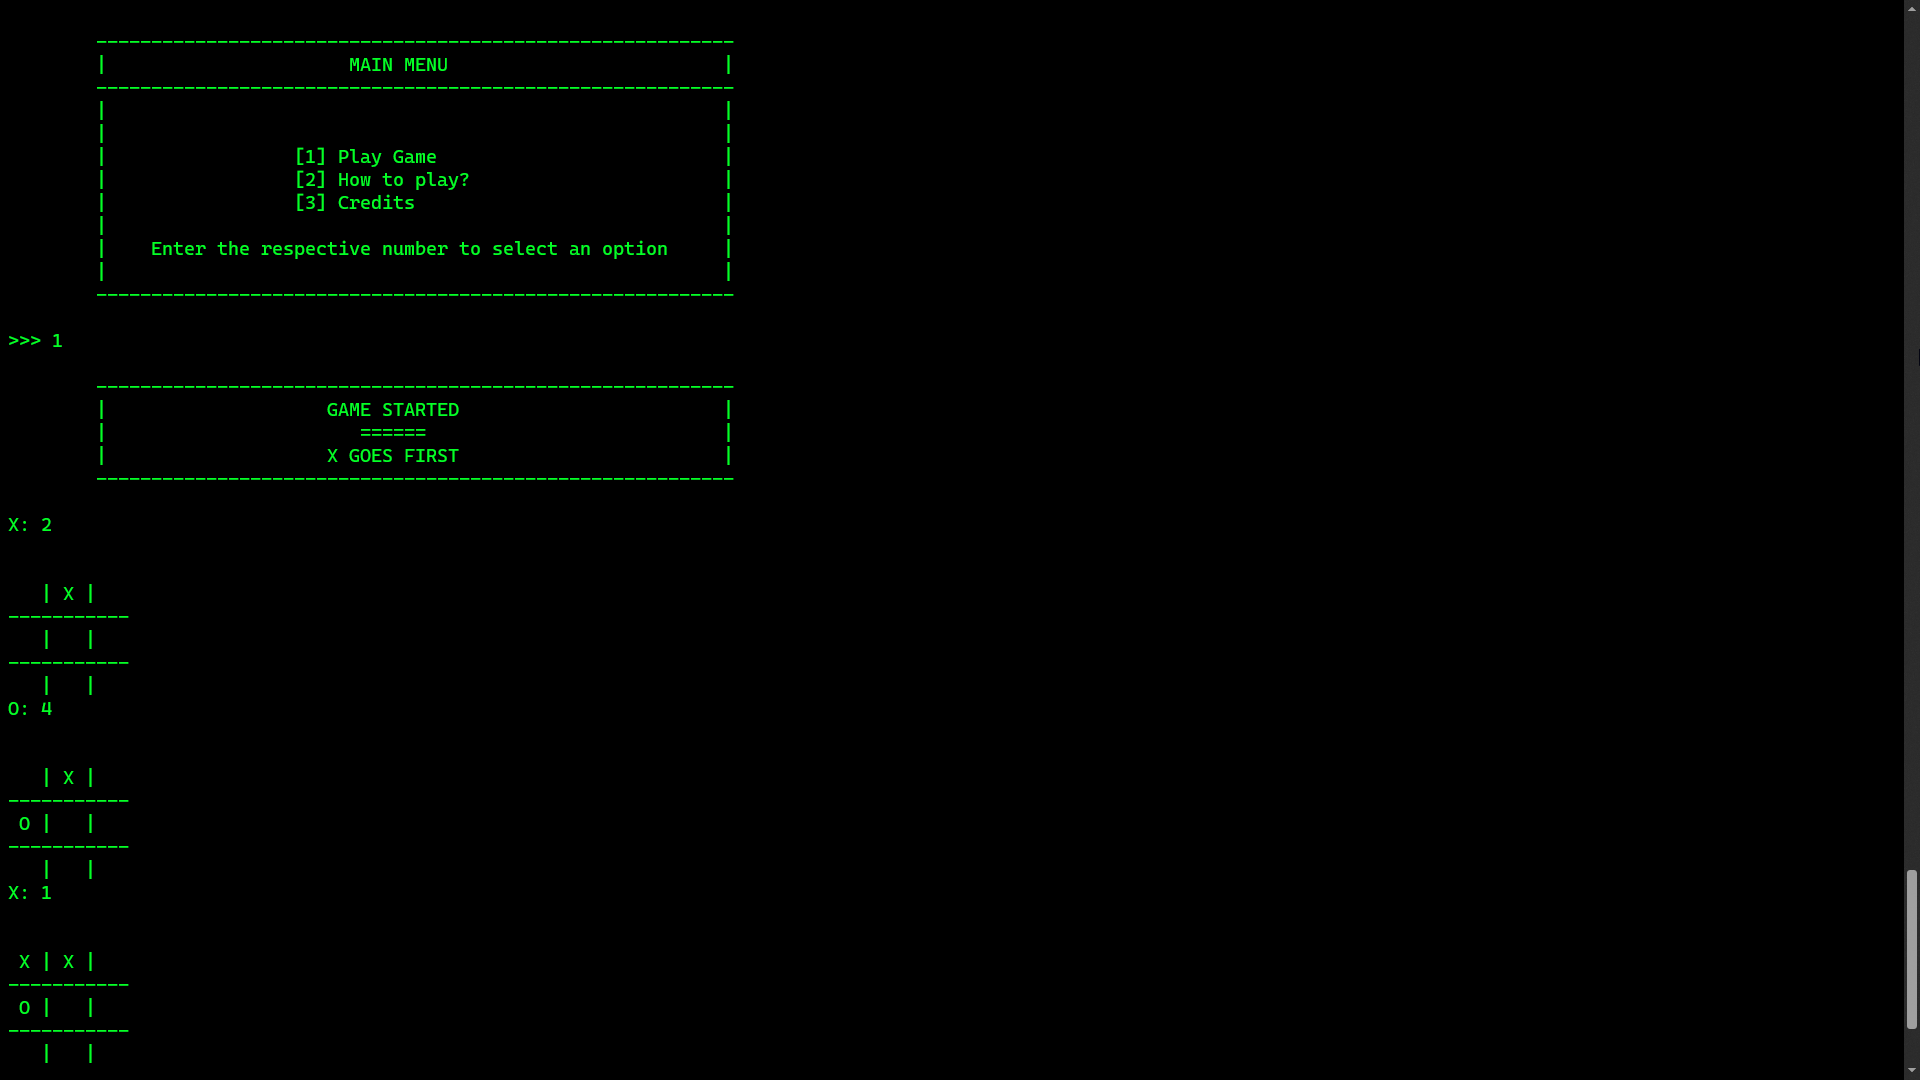 ----------------------------------------------------------
|                      MAIN MENU                         |
----------------------------------------------------------
|                                                        |
|                                                        |
|                 [1] Play Game                          |
|                 [2] How to play?                       |
|                 [3] Credits                            |
|                                                        |
|    Enter the respective number to select an option     |
|                                                        |
----------------------------------------------------------
>>> 1
----------------------------------------------------------
|                    GAME STARTED                        |
|                       ======                           |
|                    X GOES FIRST                        |
----------------------------------------------------------
X: 2
   | X |
-----------
   |   |
-----------
   |   |
O: 4
   | X |
-----------
 O |   |
-----------
   |   |
X: 1
 X | X |
-----------
 O |   |
-----------
   |   |